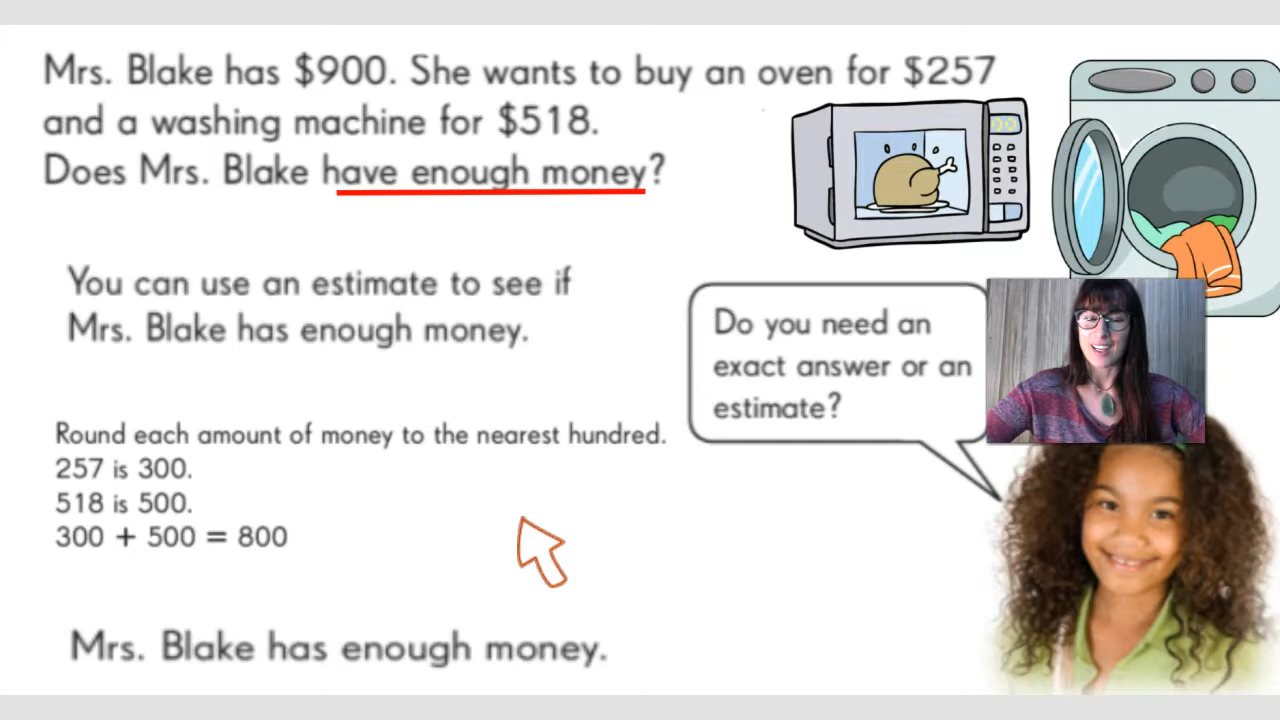 Mrs. Blake has $900. She wants to buy an oven for $257
and a washing machine for $518.
Does Mrs. Blake have enough money?
You can use an estimate to see if
Mrs. Blake has enough money.
Do you need an
exact answer or an
estimate?
Round each amount of money to the nearest hundred.
257 is 300.
518 is 500.
300 + 500 = 800
Mrs. Blake has enough money.